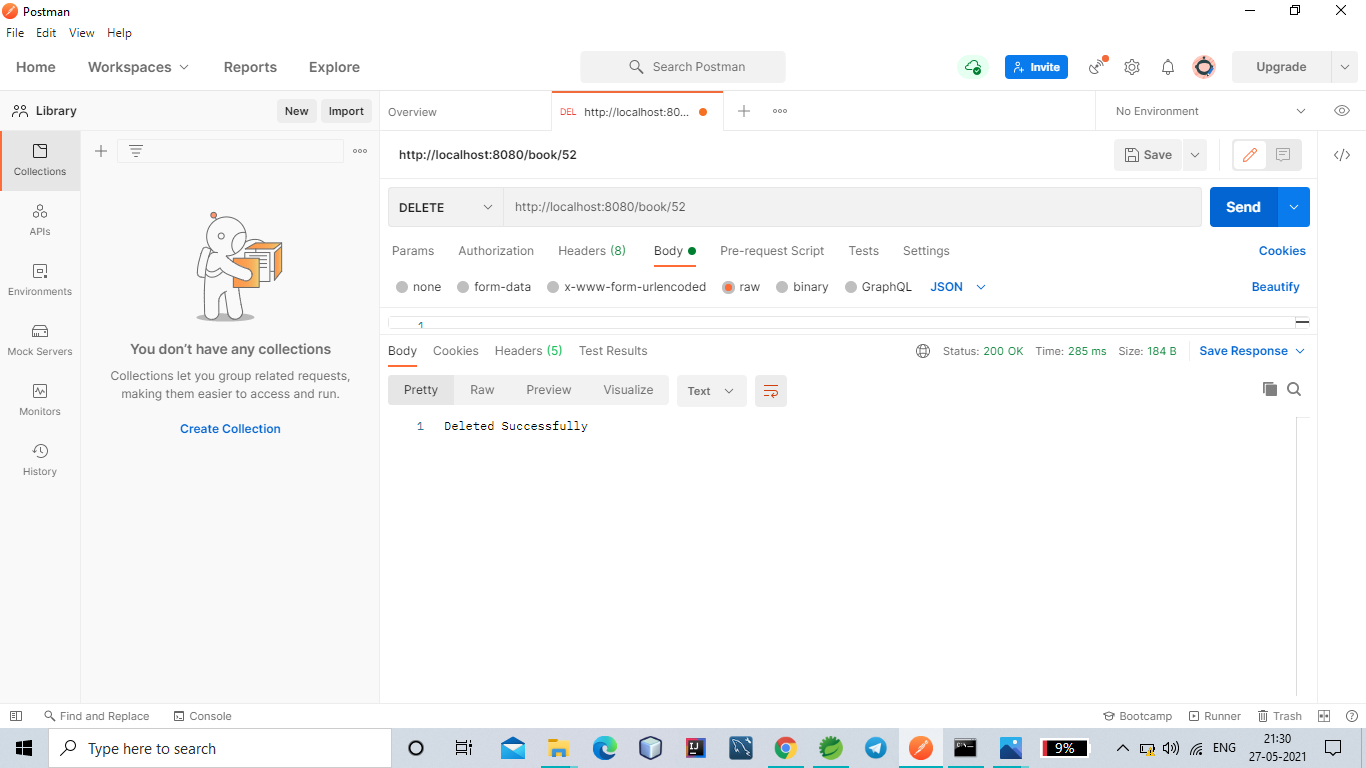 Postman
File Edit View Help
Home Workspaces Reports Explore Search Postman Invite Upgrade
Library New Import
Overview DEL http://localhost:80... No Environment
http://localhost:8080/book/52 Save
DELETE http://localhost:8080/book/52 Send
Params Authorization Headers (8) Body Pre-request Script Tests Settings Cookies
none form-data x-www-form-urlencoded raw binary GraphQL JSON Beautify
1
Body Cookies Headers (5) Test Results Status: 200 OK Time: 285 ms Size: 184 B Save Response
Pretty Raw Preview Visualize Text
1 Deleted Successfully
Collections
APIs
Environments
Mock Servers
Monitors
History
You don't have any collections
Collections let you group related requests,
making them easier to access and run.
Create Collection
Find and Replace Console Bootcamp Runner Trash
Type here to search
IJ
9%
ENG
21:30
27-05-2021